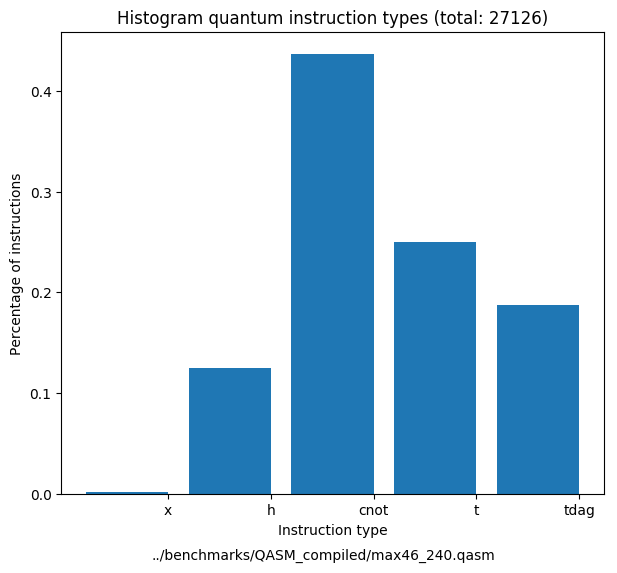 Histogram quantum instruction types (total: 27126)
Percentage of instructions
0.4
0.3
0.2
0.1
0.0
x h cnot t tdag
Instruction type
../benchmarks/QASM_compiled/max46_240.qasm